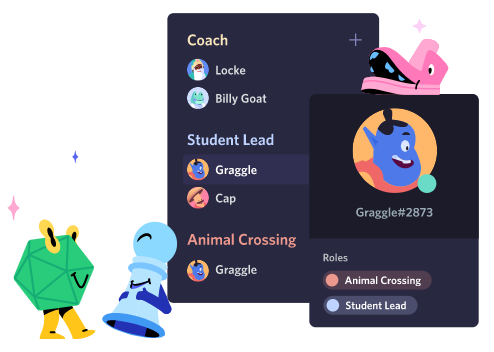 Coach
Locke
Billy Goat
Student Lead
Graggle
Cap
Animal Crossing
Graggle
Graggle#2873
Roles
Animal Crossing
Student Lead